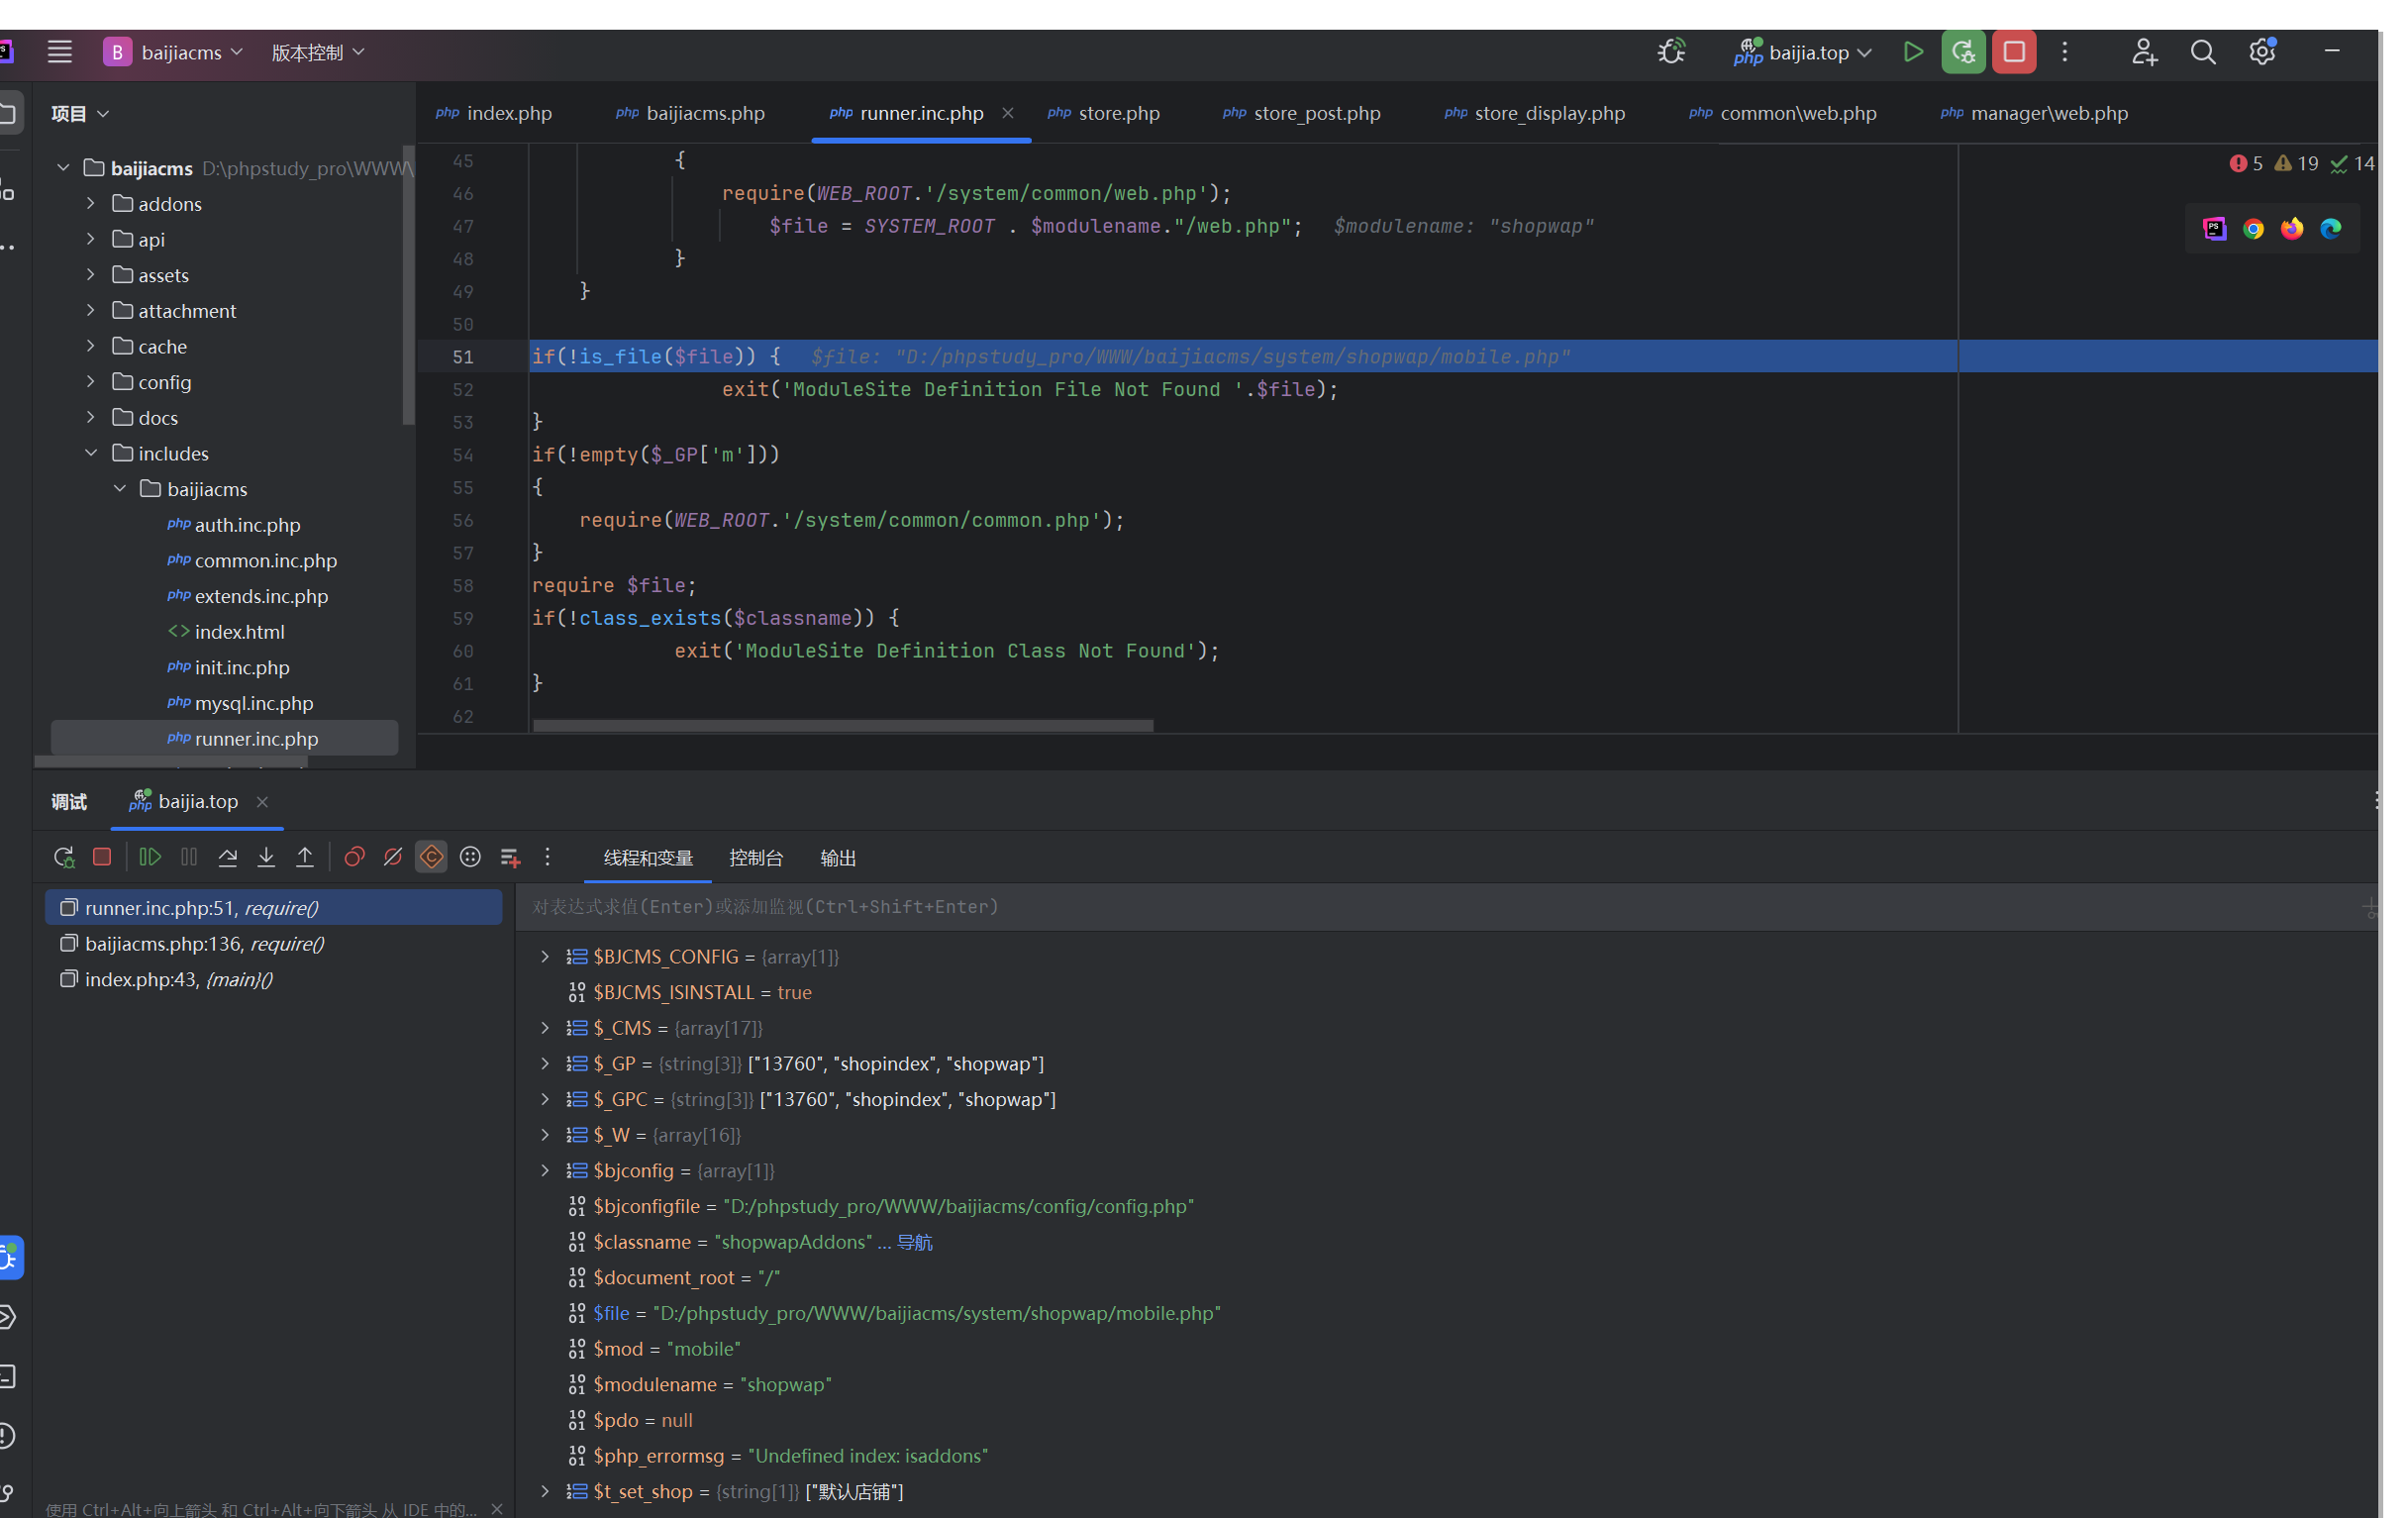 B baijiacms 版本控制 php baijia.top
项目
index.php baijiacms.php runner.inc.php store.php store_post.php store_display.php common\web.php manager\web.php
baijiacms D:\phpstudy_pro\WWW\
addons
api
assets
attachment
cache
config
docs
includes
baijiacms
php auth.inc.php
php common.inc.php
php extends.inc.php
<> index.html
php init.inc.php
php mysql.inc.php
php runner.inc.php
5 19 14
45 {
46 require(WEB_ROOT.'/system/common/web.php');
47 $file = SYSTEM_ROOT . $modulename."/web.php"; $modulename: "shopwap"
48 }
49 }
50
51 if(!is_file($file)) { $file: "D:/phpstudy_pro/WWW/baijiacms/system/shopwap/mobile.php"
52 exit('ModuleSite Definition File Not Found '.$file);
53 }
54 if(!empty($_GP['m']))
55 {
56 require(WEB_ROOT.'/system/common/common.php');
57 }
58 require $file;
59 if(!class_exists($classname)) {
60 exit('ModuleSite Definition Class Not Found');
61 }
62
调试 php baijia.top
线程和变量 控制台 输出
runner.inc.php:51, require()
baijiacms.php:136, require()
index.php:43, {main}()
对表达式求值(Enter)或添加监视(Ctrl+Shift+Enter)
$BJCMS_CONFIG = {array[1]}
$BJCMS_ISINSTALL = true
$_CMS = {array[17]}
$_GP = {string[3]} ["13760", "shopindex", "shopwap"]
$_GPC = {string[3]} ["13760", "shopindex", "shopwap"]
$_W = {array[16]}
$bjconfig = {array[1]}
$bjconfigfile = "D:/phpstudy_pro/WWW/baijiacms/config/config.php"
$classname = "shopwapAddons" ... 导航
$document_root = "/"
$file = "D:/phpstudy_pro/WWW/baijiacms/system/shopwap/mobile.php"
$mod = "mobile"
$modulename = "shopwap"
$pdo = null
$php_errormsg = "Undefined index: isaddons"
$t_set_shop = {string[1]} ["默认店铺"]
使用 Ctrl+Alt+向上箭头 和 Ctrl+Alt+向下箭头 从 IDE 中的...